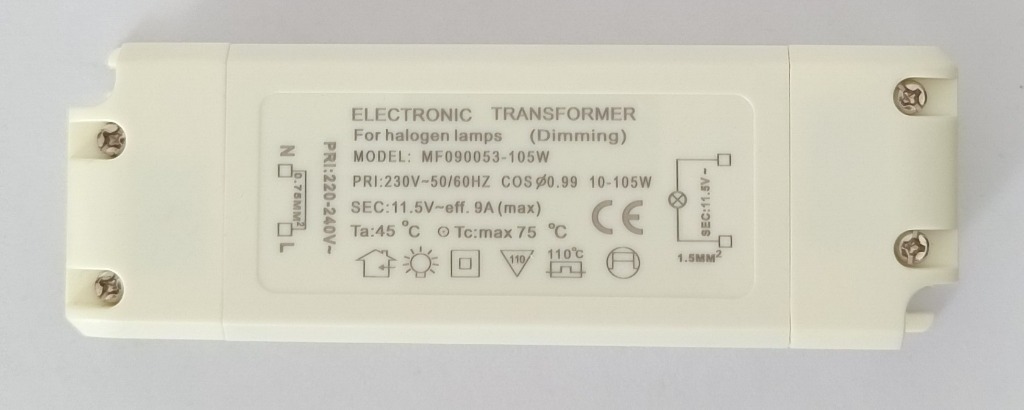 ELECTRONIC TRANSFORMER
For halogen lamps (Dimming)
MODEL: MF090053-105W
PRI:230V~50/60HZ COSØ0.99 10-105W
SEC:11.5V~eff. 9A (max)
Ta:45 °C ⊙ Tc:max 75 °C
CE
110
110°C
N
L
0.75MM²
PRI:220-240V~
SEC:11.5V~
1.5MM²